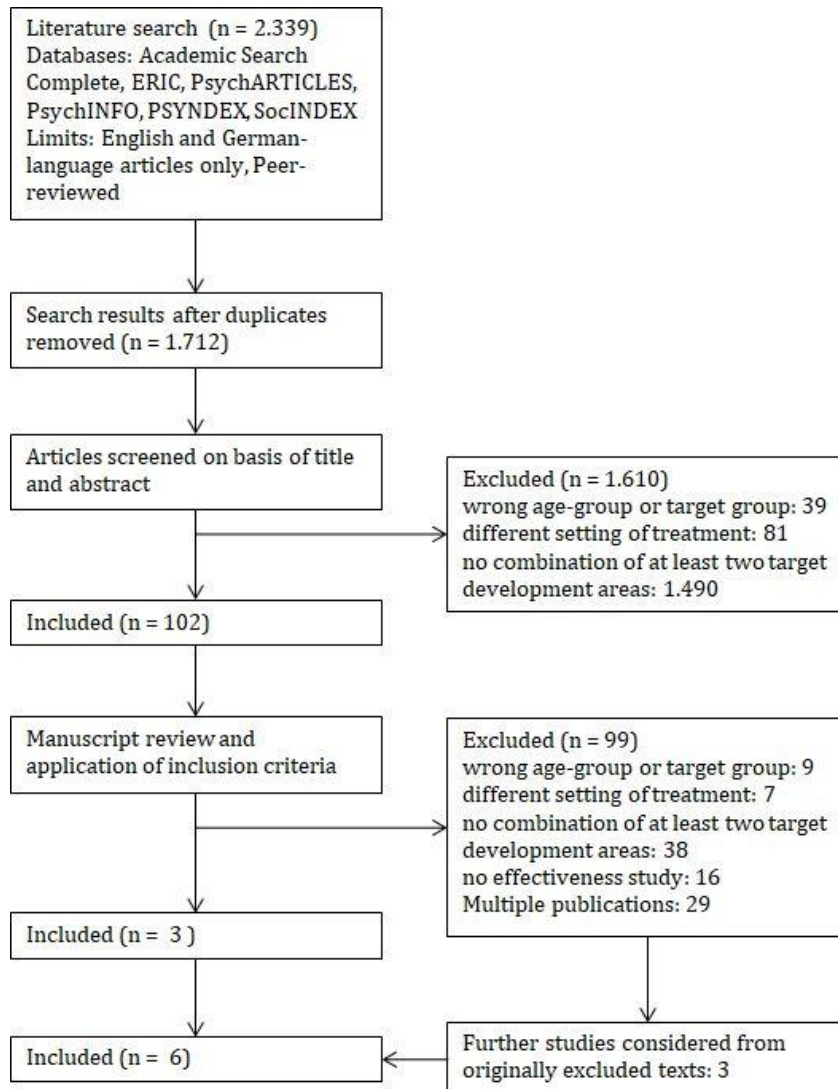 Literature search (n = 2.339)
Databases: Academic Search
Complete, ERIC, PsychARTICLES,
PsychINFO, PSYNDEX, SocINDEX
Limits: English and German-
language articles only, Peer-
reviewed
Search results after duplicates
removed (n = 1.712)
Articles screened on basis of title
and abstract
Excluded (n = 1.610)
wrong age-group or target group: 39
different setting of treatment: 81
no combination of at least two target
development areas: 1.490
Included (n = 102)
Manuscript review and
application of inclusion criteria
Excluded (n = 99)
wrong age-group or target group: 9
different setting of treatment: 7
no combination of at least two target
development areas: 38
no effectiveness study: 16
Multiple publications: 29
Included (n = 3 )
Further studies considered from
originally excluded texts: 3
Included (n = 6)